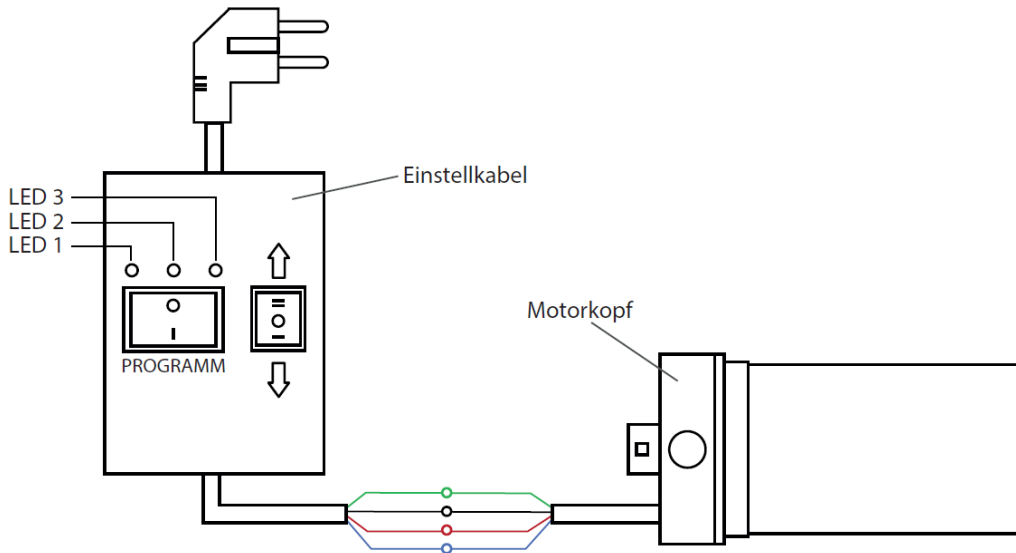 Einstellkabel
LED 3
LED 2
LED 1
Motorkopf
PROGRAMM